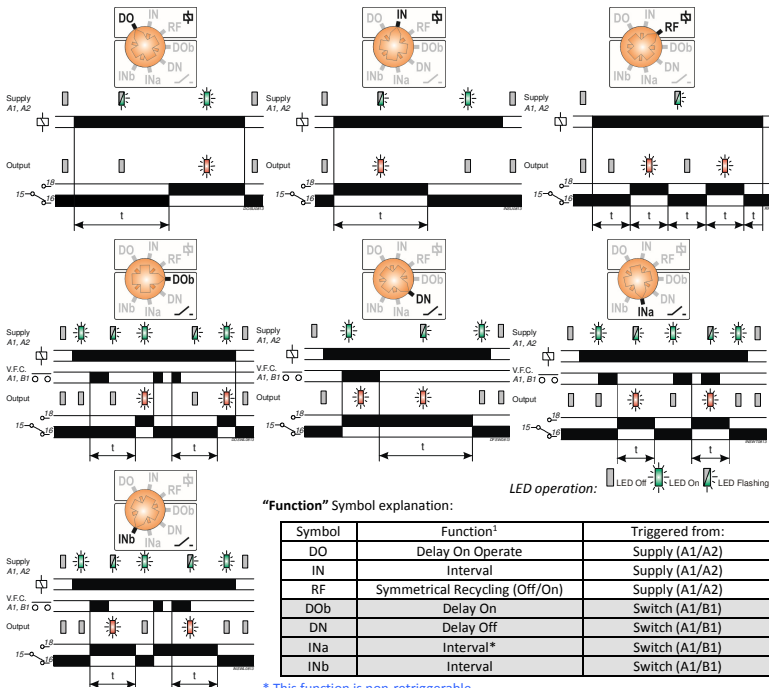 DO IN RF DOb DN INa INb
DO IN RF DOb DN INa INb
DO IN RF DOb DN INa INb
Supply
A1, A2
Output
15 18
16
t
Supply
A1, A2
Output
15 18
16
t
Supply
A1, A2
Output
15 18
16
t t t t t
DO IN RF DOb DN INa INb
DO IN RF DOb DN INa INb
DO IN RF DOb DN INa INb
Supply
A1, A2
V.F.C.
A1, B1
Output
15 18
16
t t
Supply
A1, A2
V.F.C.
A1, B1
Output
15 18
16
t
Supply
A1, A2
V.F.C.
A1, B1
Output
15 18
16
t t
LED operation: LED Off LED On LED Flashing
DO IN RF DOb DN INa INb
Supply
A1, A2
V.F.C.
A1, B1
Output
15 18
16
t t
“Function” Symbol explanation:
Symbol Function1 Triggered from:
DO Delay On Operate Supply (A1/A2)
IN Interval Supply (A1/A2)
RF Symmetrical Recycling (Off/On) Supply (A1/A2)
DOb Delay On Switch (A1/B1)
DN Delay Off Switch (A1/B1)
INa Interval* Switch (A1/B1)
INb Interval Switch (A1/B1)
* This function is non-retriggerable